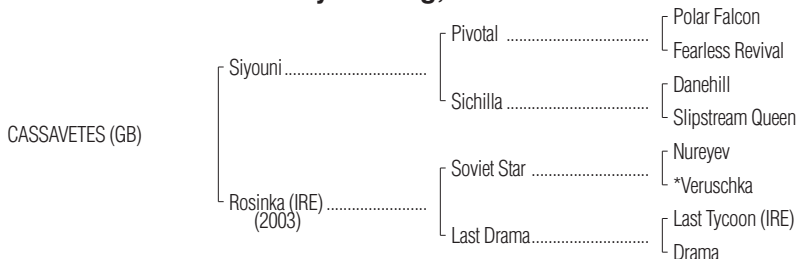 Polar Falcon
Pivotal
Fearless Revival
Siyouni
Danehill
Sichilla
Slipstream Queen
CASSAVETES (GB)
Nureyev
Soviet Star
*Veruschka
Rosinka (IRE)
(2003)
Last Tycoon (IRE)
Last Drama
Drama